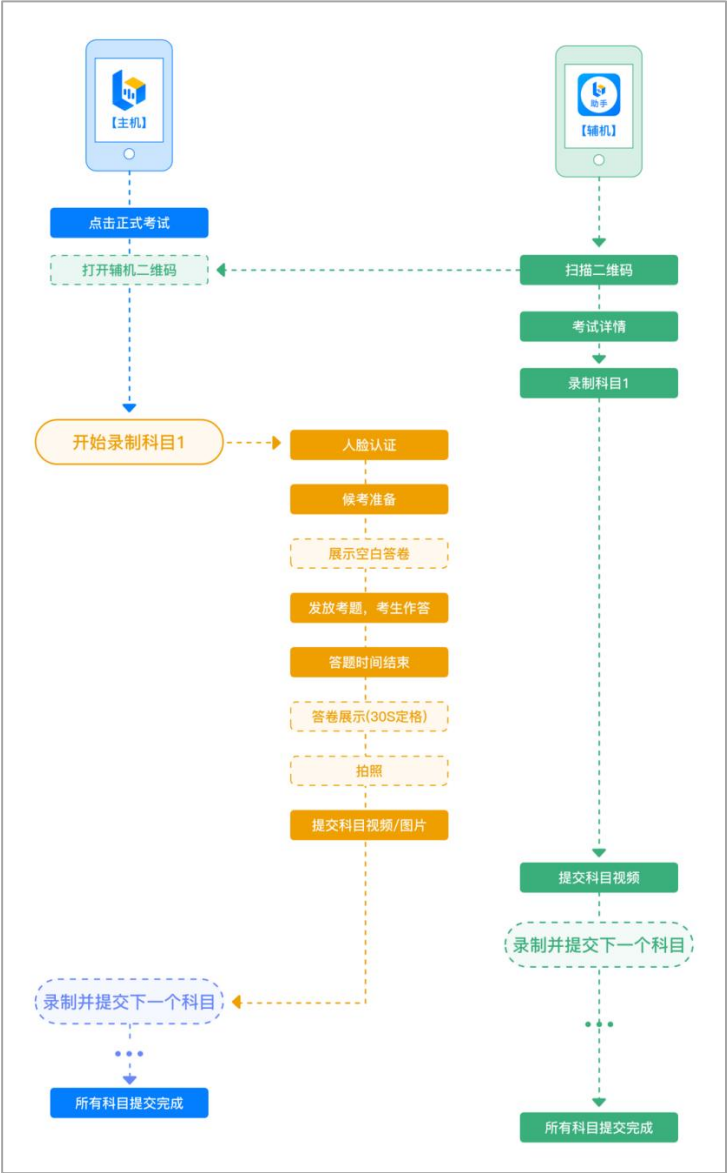 【主机】
助手
【辅机】
点击正式考试
打开辅机二维码
扫描二维码
考试详情
录制科目1
开始录制科目1
人脸认证
候考准备
展示空白答卷
发放考题，考生作答
答题时间结束
答卷展示(30S定格)
拍照
提交科目视频/图片
提交科目视频
录制并提交下一个科目
录制并提交下一个科目
所有科目提交完成
所有科目提交完成